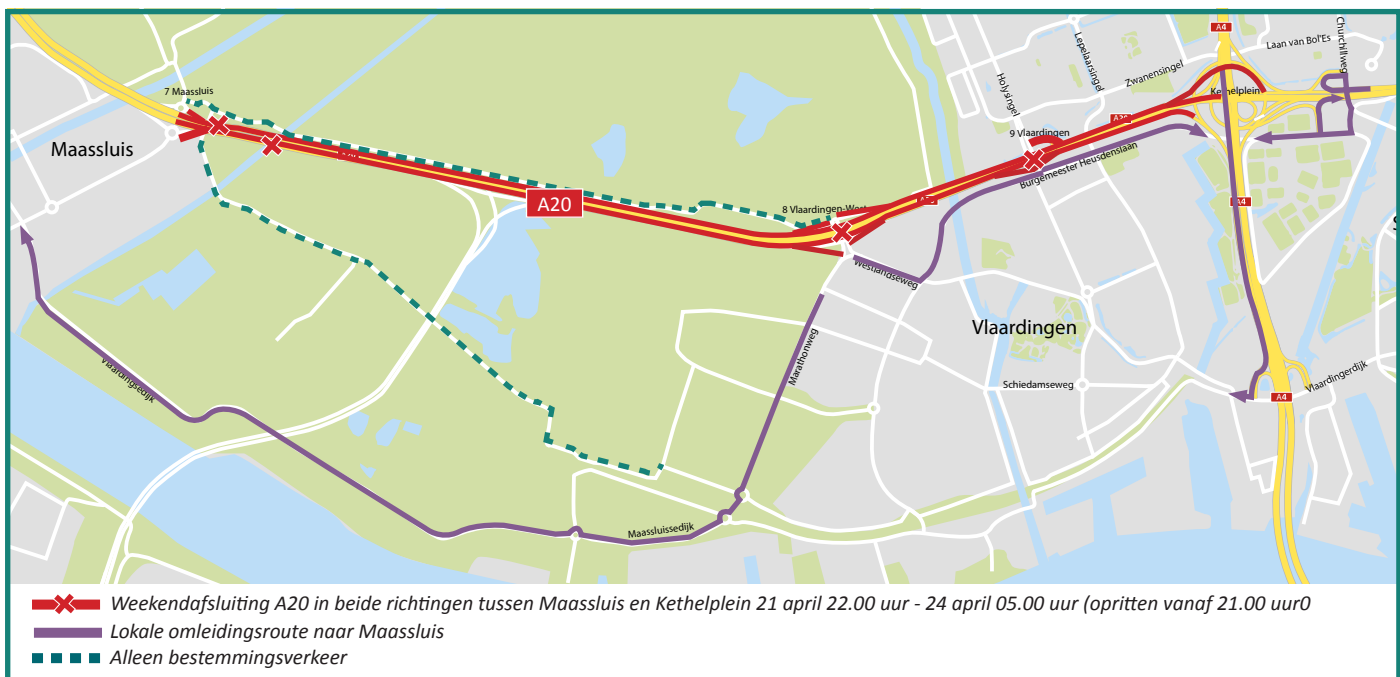 A4
Churchillweg
Laan van Bol'Es
Lepelaarsingel
Zwanensingel
Holysingel
7 Maassluis
Kethelplein
A20
9 Vlaardingen
Maassluis
Burgemeester Heusdenslaan
A20
8 Vlaardingen-West
A4
S
Westlandseweg
Vlaardingen
Marathonweg
Vlaardingsedijk
Schiedamseweg
Vlaardingerdijk
A4
Maassluissedijk
Weekendafsluiting A20 in beide richtingen tussen Maassluis en Kethelplein 21 april 22.00 uur - 24 april 05.00 uur (opritten vanaf 21.00 uur0
Lokale omleidingsroute naar Maassluis
Alleen bestemmingsverkeer